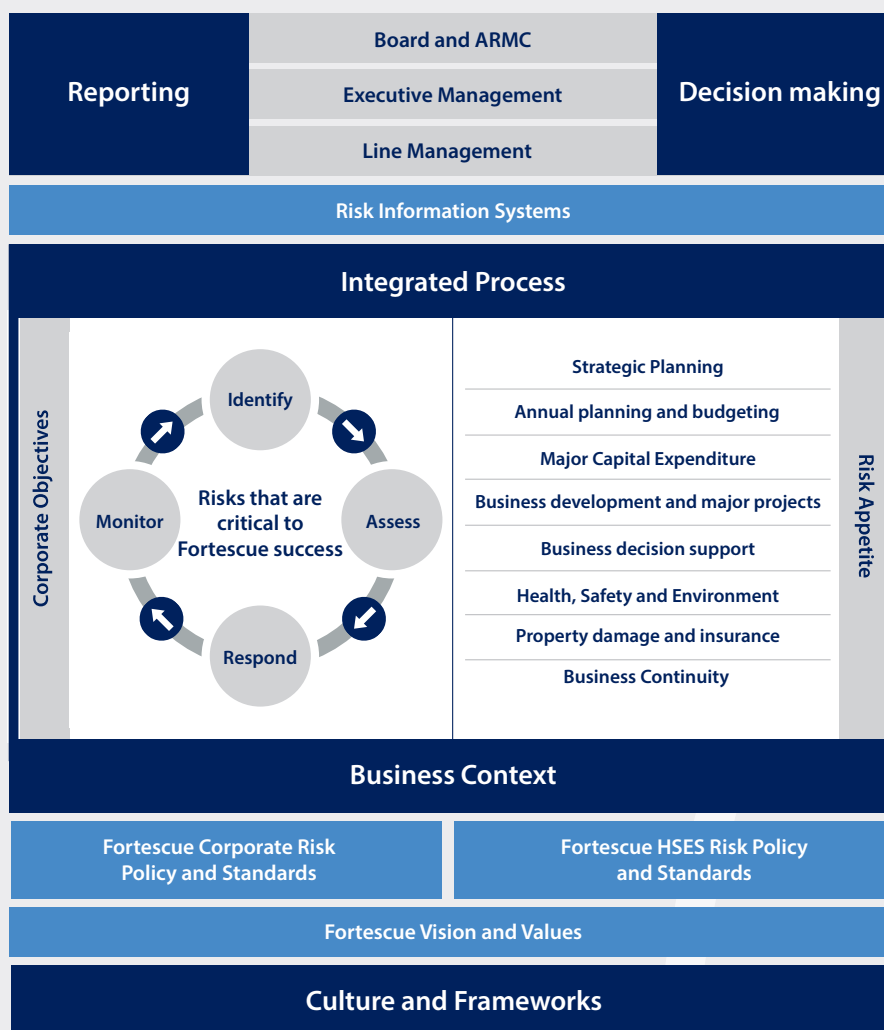 Reporting
Board and ARMC
Executive Management
Line Management
Decision making
Risk Information Systems
Integrated Process
Corporate Objectives
Identify
Assess
Respond
Monitor
Risks that are
critical to
Fortescue success
Strategic Planning
Annual planning and budgeting
Major Capital Expenditure
Business development and major projects
Business decision support
Health, Safety and Environment
Property damage and insurance
Business Continuity
Risk Appetite
Business Context
Fortescue Corporate Risk
Policy and Standards
Fortescue HSES Risk Policy
and Standards
Fortescue Vision and Values
Culture and Frameworks